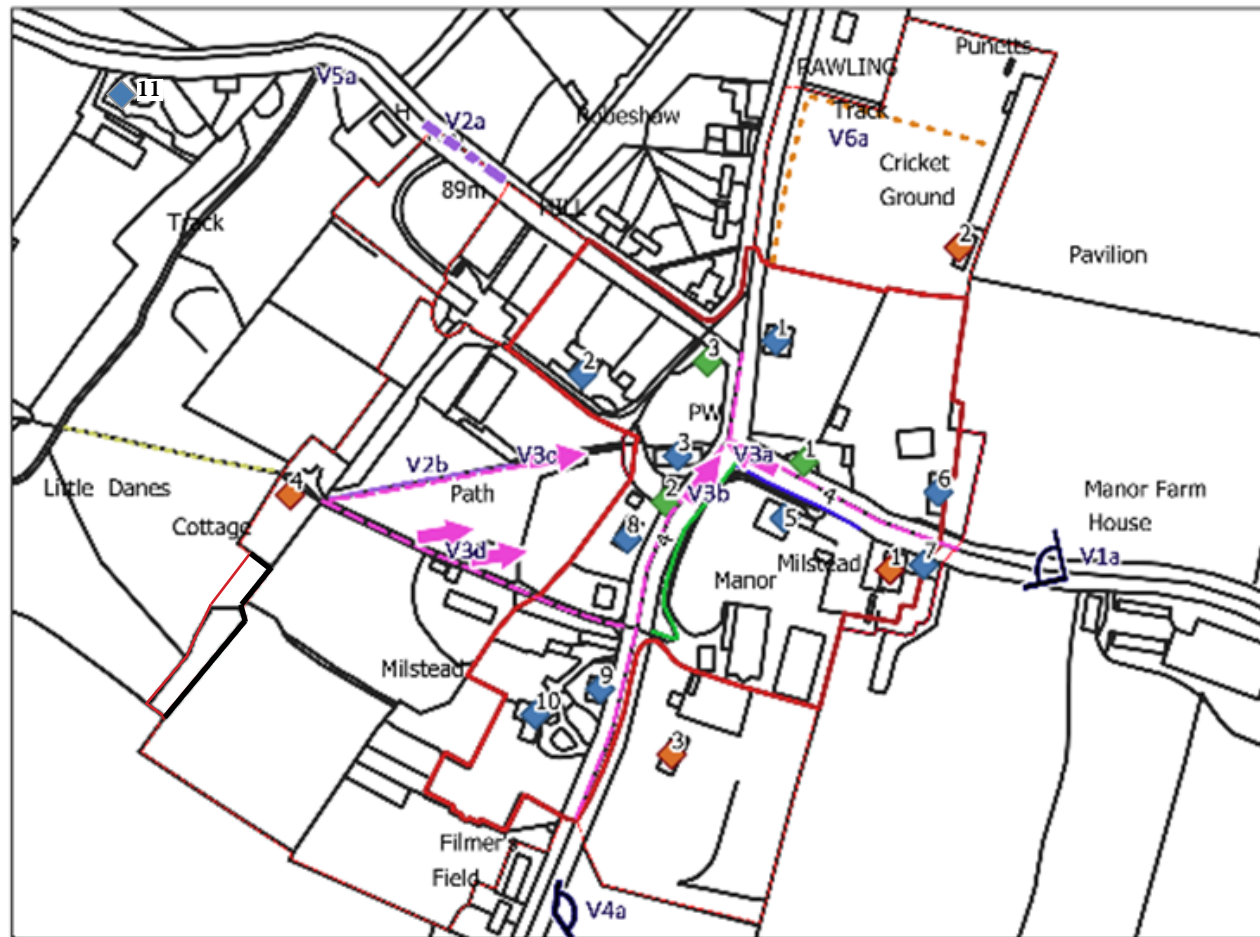 Punctts
RAWLING
V5a
11
Track
V6a
H
V2a
Robeshaw
Cricket
Ground
89m
HILL
Track
2
Pavilion
1
3
2
PW
3
V3a
1
V3c
V2b
Path
4
Little Danes
Cottage
2
V3b
4
6
Manor Farm
House
5
8
4
V3d
Milstead
1
7
V1a
Manor
Milstead
9
10
3
Filmer's
Field
V4a